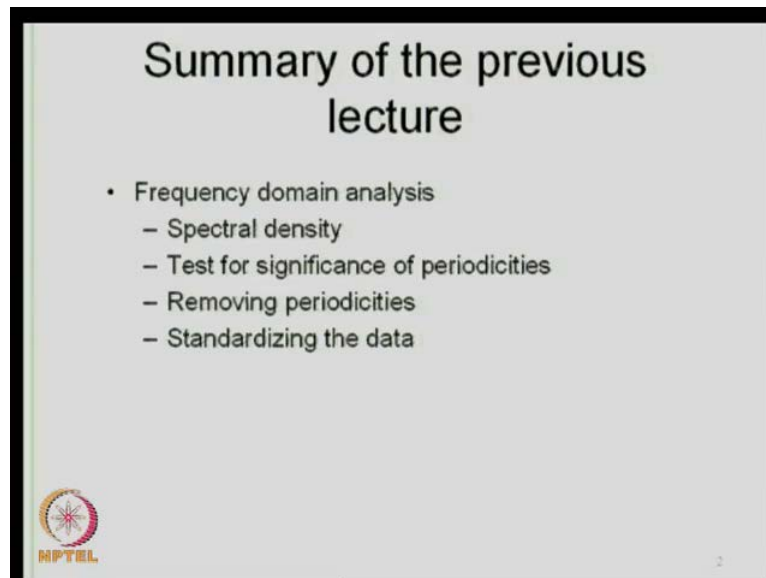 Summary of the previous
lecture
• Frequency domain analysis
– Spectral density
– Test for significance of periodicities
– Removing periodicities
– Standardizing the data
NPTEL
2